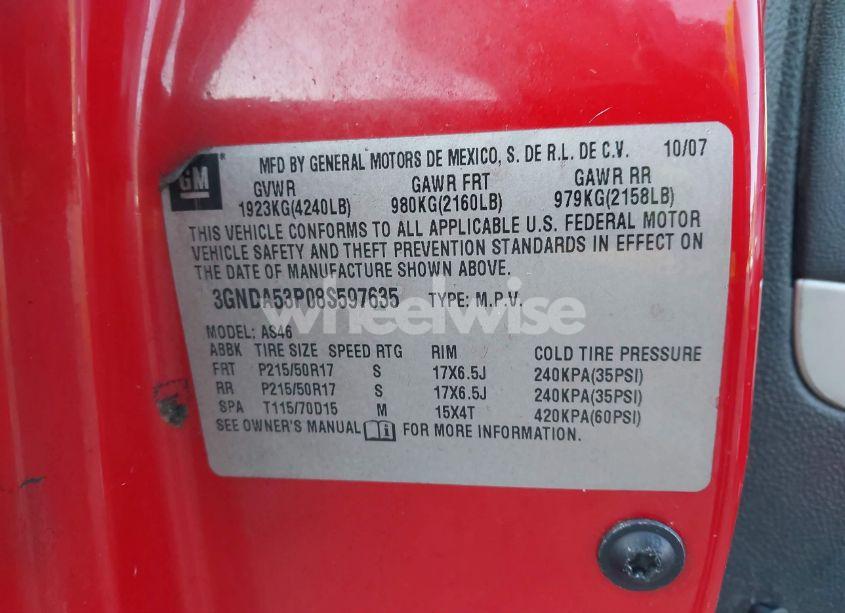 MFD BY GENERAL MOTORS DE MEXICO, S. DE R.L. DE C.V. 10/07
GM
GVWR GAWR FRT GAWR RR
1923KG(4240LB) 980KG(2160LB) 979KG(2158LB)
THIS VEHICLE CONFORMS TO ALL APPLICABLE U.S. FEDERAL MOTOR
VEHICLE SAFETY AND THEFT PREVENTION STANDARDS IN EFFECT ON
THE DATE OF MANUFACTURE SHOWN ABOVE.
3GNDA53P08S597635 TYPE: M.P.V.
wheelwise
MODEL: AS46
ABBK TIRE SIZE SPEED RTG RIM COLD TIRE PRESSURE
FRT P215/50R17 S 17X6.5J 240KPA(35PSI)
RR P215/50R17 S 17X6.5J 240KPA(35PSI)
SPA T115/70D15 M 15X4T 420KPA(60PSI)
SEE OWNER'S MANUAL FOR MORE INFORMATION.